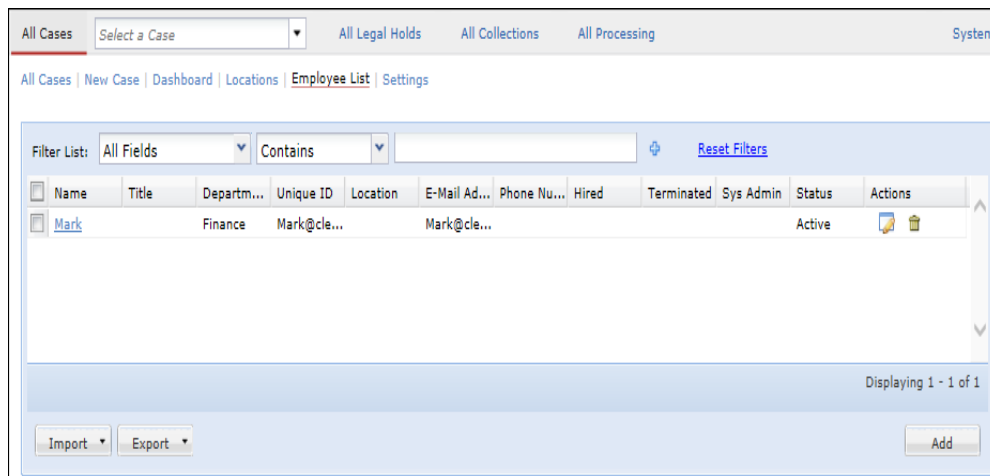 All Cases Select a Case All Legal Holds All Collections All Processing System
All Cases | New Case | Dashboard | Locations | Employee List | Settings
Filter List: All Fields Contains Reset Filters
Name Title Departm... Unique ID Location E-Mail Ad... Phone Nu... Hired Terminated Sys Admin Status Actions
Mark Finance Mark@cle... Mark@cle... Active
Displaying 1 - 1 of 1
Import Export Add